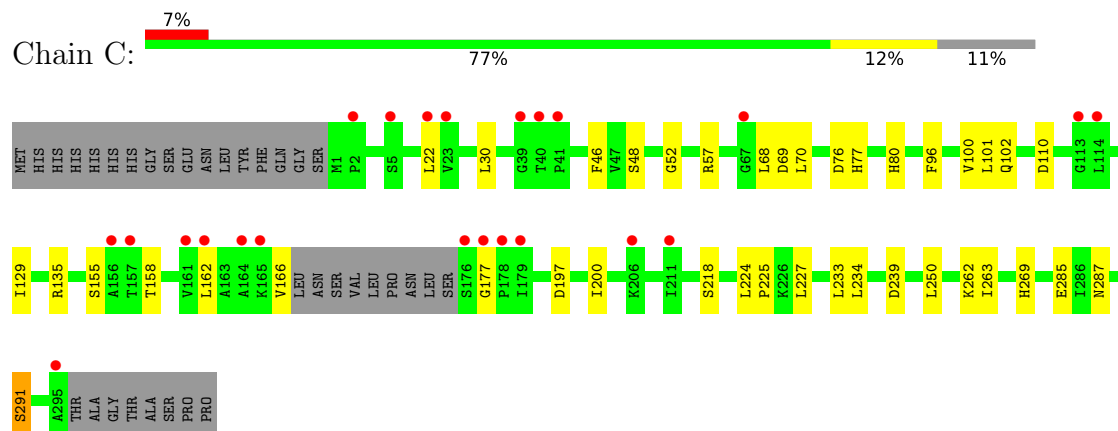 7%
Chain C:
77% 12% 11%
MET HIS HIS HIS HIS HIS HIS GLY SER GLU ASN LEU TYR PHE GLN GLY SER M1 P2 S5 L22 V23 L30 G39 T40 P41 F46 V47 S48 G52 R57 G67 L68 D69 L70 D76 H77 H80 F96 V100 L101 Q102 D110 G113 L114
I129 R135 S155 A156 T157 T158 V161 L162 A163 A164 K165 V166 LEU ASN SER VAL LEU PRO ASN LEU SER S176 G177 P178 I179 D197 I200 K206 I211 S218 L224 P225 K226 L227 L233 L234 D239 L250 K262 I263 H269 E285 I286 N287
S291 A295 THR ALA GLY THR ALA SER PRO PRO